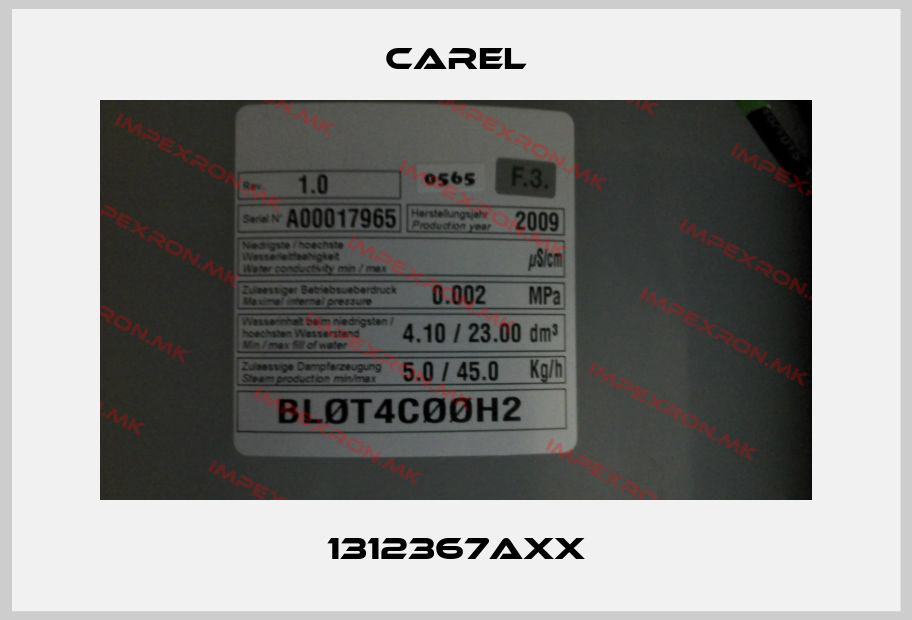 CAREL
Rev. 1.0
0565
F.3.
Serial N° A00017965
Herstellungsjahr
Production year
2009
Niedrigste / hoechste
Wasserleitfaehigkeit
Water conductivity min / max
µS/cm
Zulaessiger Betriebsueberdruck
Maximal internal pressure
0.002 MPa
Wasserinhalt beim niedrigsten /
hoechsten Wasserstand
Min / max fill of water
4.10 / 23.00 dm³
Zulaessige Dampferzeugung
Steam production min/max
5.0 / 45.0 Kg/h
BLØT4CØØH2
IMPEXRON.MK
1312367AXX